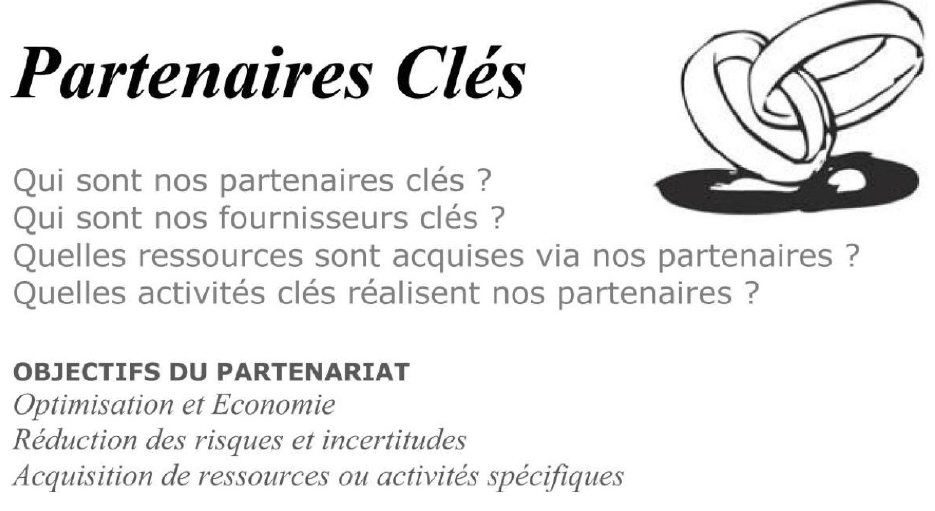 Partenaires Clés
Qui sont nos partenaires clés ?
Qui sont nos fournisseurs clés ?
Quelles ressources sont acquises via nos partenaires ?
Quelles activités clés réalisent nos partenaires ?
OBJECTIFS DU PARTENARIAT
Optimisation et Economie
Réduction des risques et incertitudes
Acquisition de ressources ou activités spécifiques